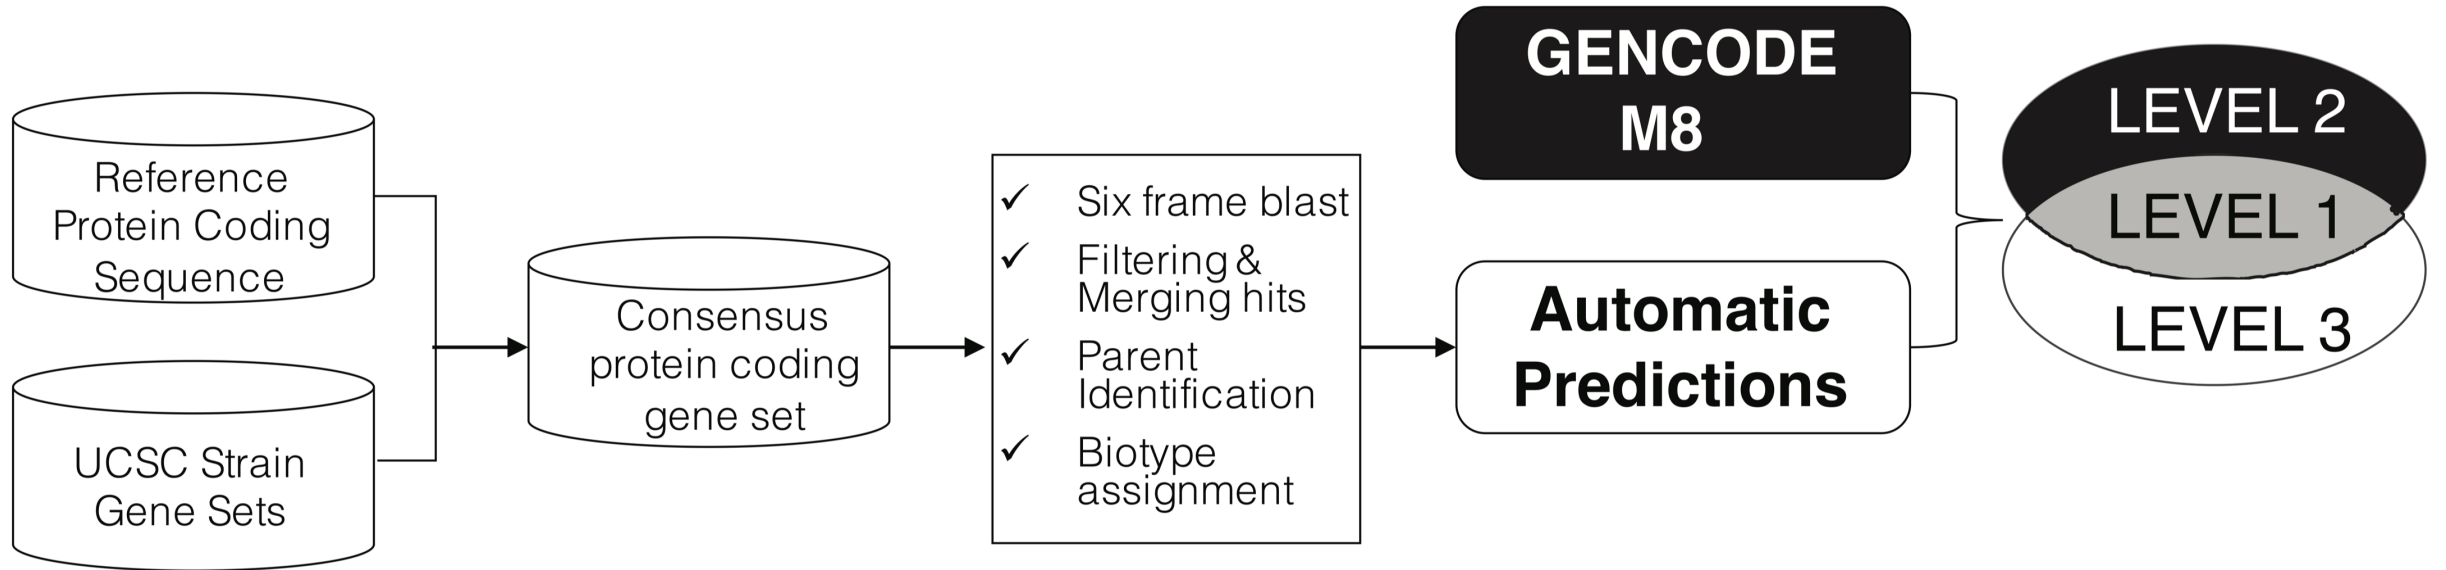 Reference
Protein Coding
Sequence
UCSC Strain
Gene Sets
Consensus
protein coding
gene set
✓ Six frame blast
✓ Filtering &
Merging hits
✓ Parent
Identification
✓ Biotype
assignment
GENCODE
M8
Automatic
Predictions
LEVEL 2
LEVEL 1
LEVEL 3